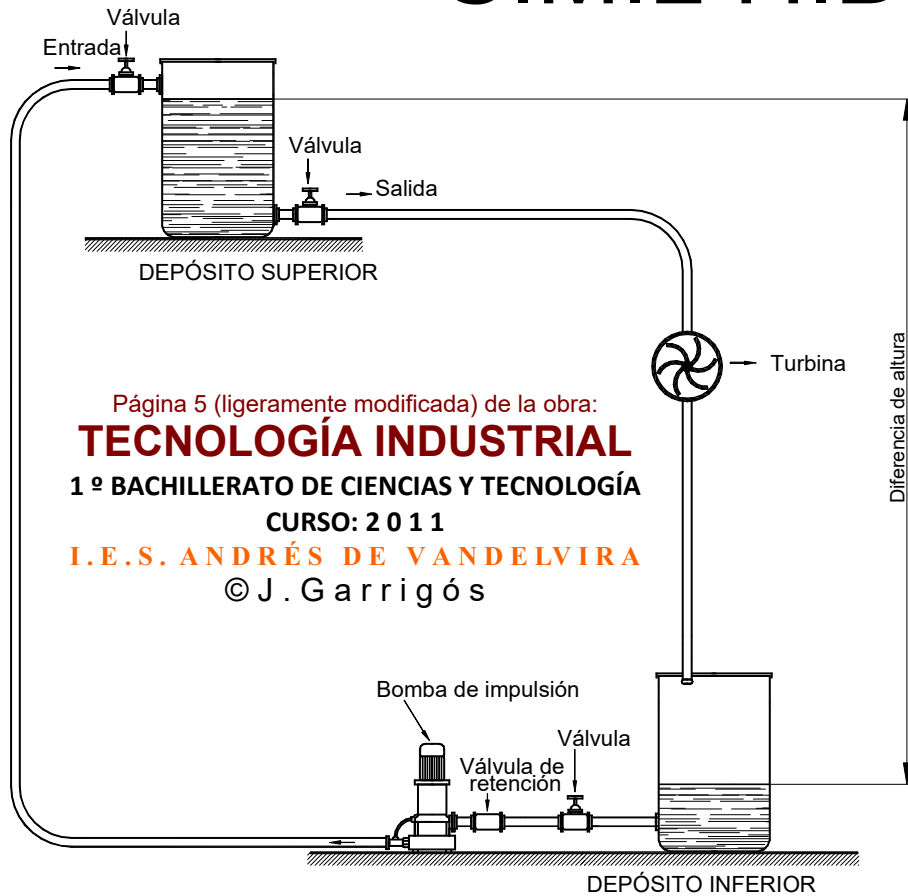 Válvula
Entrada
Válvula
Salida
DEPÓSITO SUPERIOR
Turbina
Diferencia de altura
Página 5 (ligeramente modificada) de la obra:
TECNOLOGÍA INDUSTRIAL
1 º BACHILLERATO DE CIENCIAS Y TECNOLOGÍA
CURSO: 2 0 1 1
I.E.S. ANDRÉS DE VANDELVIRA
© J . G a r r i g ó s
Bomba de impulsión
Válvula
Válvula de
retención
DEPÓSITO INFERIOR